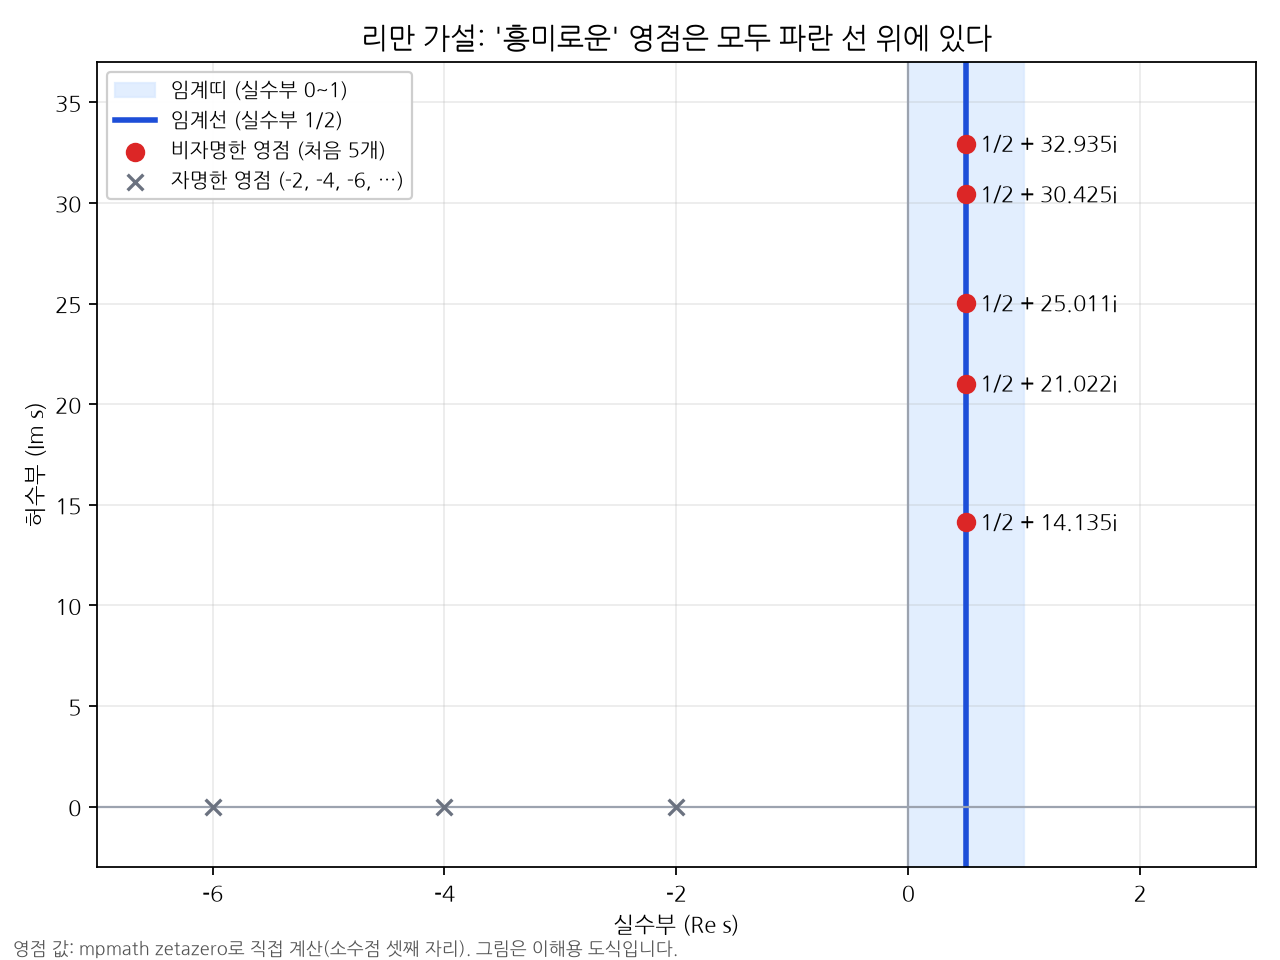 리만 가설: '흥미로운' 영점은 모두 파란 선 위에 있다
임계띠 (실수부 0~1)
임계선 (실수부 1/2)
비자명한 영점 (처음 5개)
자명한 영점 (-2, -4, -6, ⋯)
허수부 (Im s)
35
30
25
20
15
10
5
0
1/2 + 32.935i
1/2 + 30.425i
1/2 + 25.011i
1/2 + 21.022i
1/2 + 14.135i
-6 -4 -2 0 2
실수부 (Re s)
영점 값: mpmath zetazero로 직접 계산(소수점 셋째 자리). 그림은 이해용 도식입니다.